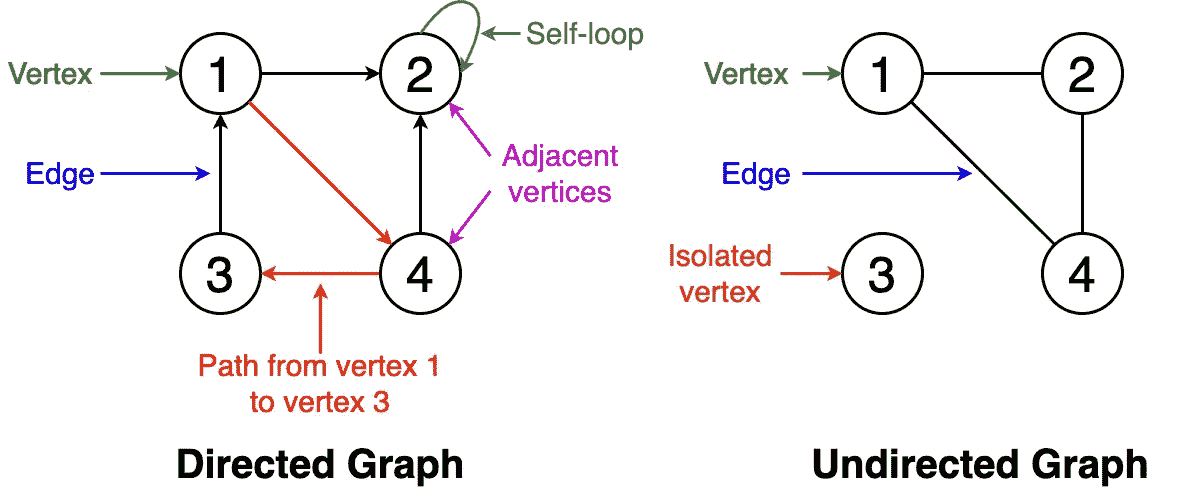 Self-loop
Vertex
1
2
Adjacent
vertices
Edge
3
4
Path from vertex 1
to vertex 3
Directed Graph
Vertex
1
2
Edge
Isolated
vertex
3
4
Undirected Graph